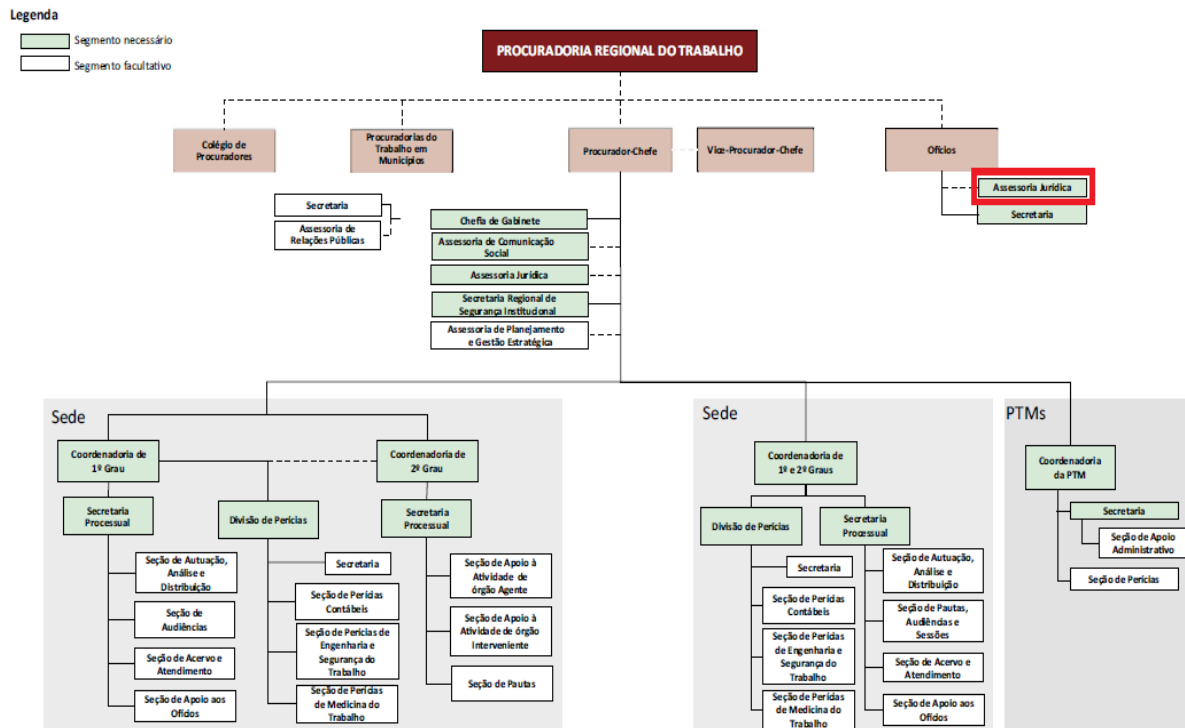 Legenda
Segmento necessário
Segmento facultativo
PROCURADORIA REGIONAL DO TRABALHO
Colégio de
Procuradores
Procuradorias do
Trabalho em
Municípios
Procurador-Chefe
Vice-Procurador-Chefe
Ofícios
Assessoria Jurídica
Secretaria
Secretaria
Assessoria de
Relações Públicas
Chefia de Gabinete
Assessoria de Comunicação
Social
Assessoria Jurídica
Secretaria Regional de
Segurança Institucional
Assessoria de Planejamento
e Gestão Estratégica
Sede
Coordenadoria de
1º Grau
Coordenadoria de
2º Grau
Secretaria
Processual
Divisão de Perícias
Secretaria
Processual
Seção de Autuação,
Análise e
Distribuição
Seção de
Audiências
Seção de Acervo e
Atendimento
Seção de Apoio aos
Ofícios
Secretaria
Seção de Perícias
Contábeis
Seção de Perícias de
Engenharia e
Segurança do
Trabalho
Seção de Perícias
de Medicina do
Trabalho
Seção de Apoio à
Atividade de
órgão Agente
Seção de Apoio à
Atividade de órgão
Interveniente
Seção de Pautas
Sede
Coordenadoria de
1º e 2º Graus
Divisão de Perícias
Secretaria
Processual
Secretaria
Seção de Perícias
Contábeis
Seção de Perícias
de Engenharia e
Segurança do
Trabalho
Seção de Perícias
de Medicina do
Trabalho
Seção de Autuação,
Análise e
Distribuição
Seção de Pautas,
Audiências e
Sessões
Seção de Acervo e
Atendimento
Seção de Apoio aos
Ofícios
PTMs
Coordenadoria
da PTM
Secretaria
Seção de Apoio
Administrativo
Seção de Perícias